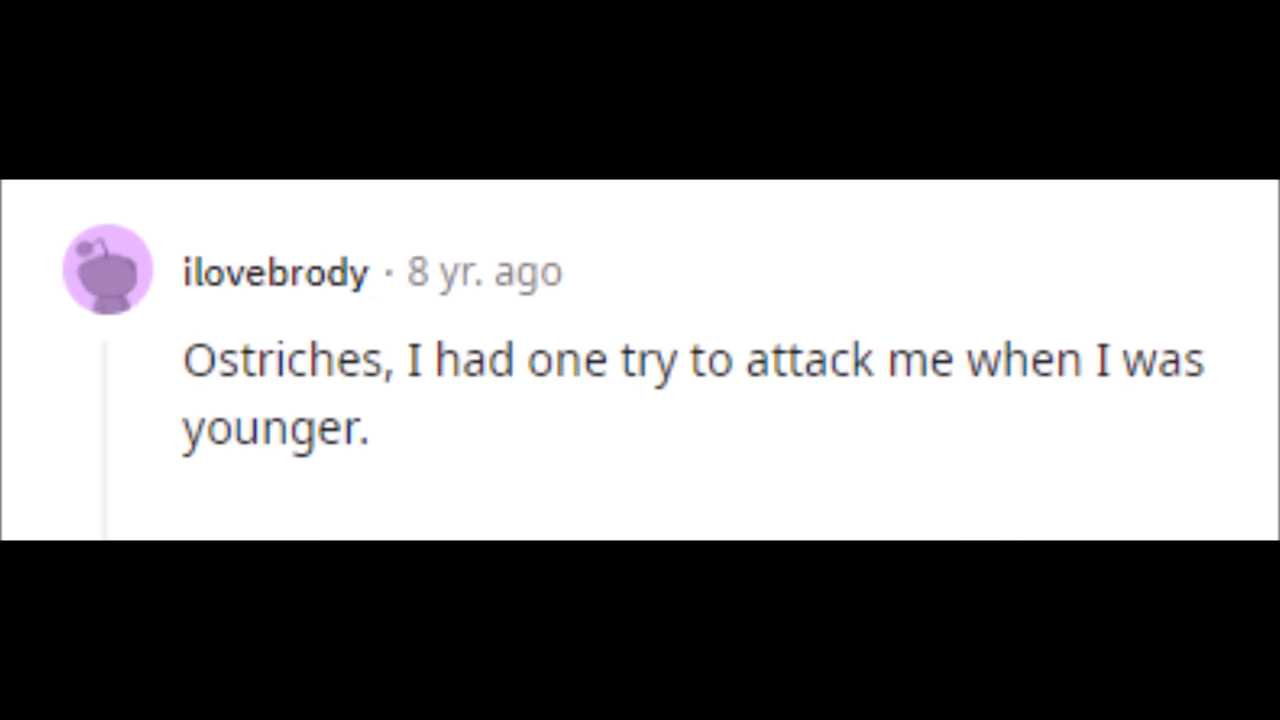 ilovebrody · 8 yr. ago
Ostriches, I had one try to attack me when I was
younger.